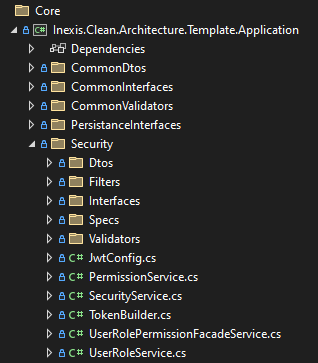 Core
C# Inexis.Clean.Architecture.Template.Application
Dependencies
CommonDtos
CommonInterfaces
CommonValidators
PersistanceInterfaces
Security
Dtos
Filters
Interfaces
Specs
Validators
C# JwtConfig.cs
C# PermissionService.cs
C# SecurityService.cs
C# TokenBuilder.cs
C# UserRolePermissionFacadeService.cs
C# UserRoleService.cs